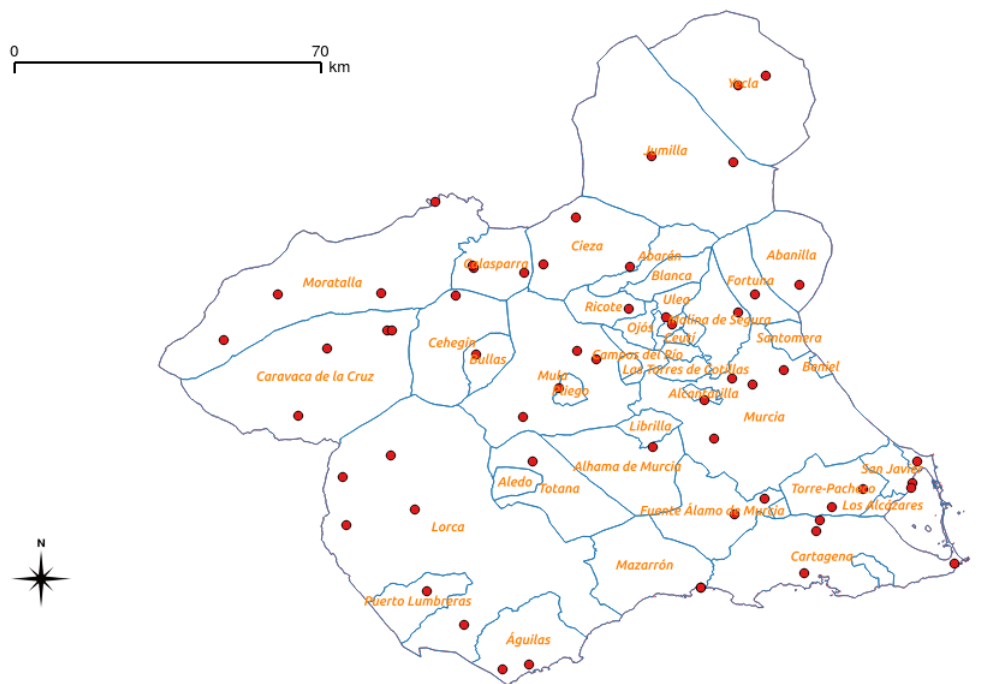 0 70
km
Yecla
Jumilla
Cieza
Abarán
Abanilla
Calasparra
Blanca
Fortuna
Moratalla
Ulea
Ricote
Molina de Segura
Ojós
Ceutí
Santomera
Cehegín
Bullas
Campos del Río
Las Torres de Cotillas
Baniel
Caravaca de la Cruz
Mula
Pliego
Alcantarilla
Murcia
Librilla
Alhama de Murcia
San Javier
Aledo
Totana
Torre-Pacheco
Fuente Álamo de Murcia
Los Alcázares
Lorca
N
Cartagena
Mazarrón
Puerto Lumbreras
Águilas